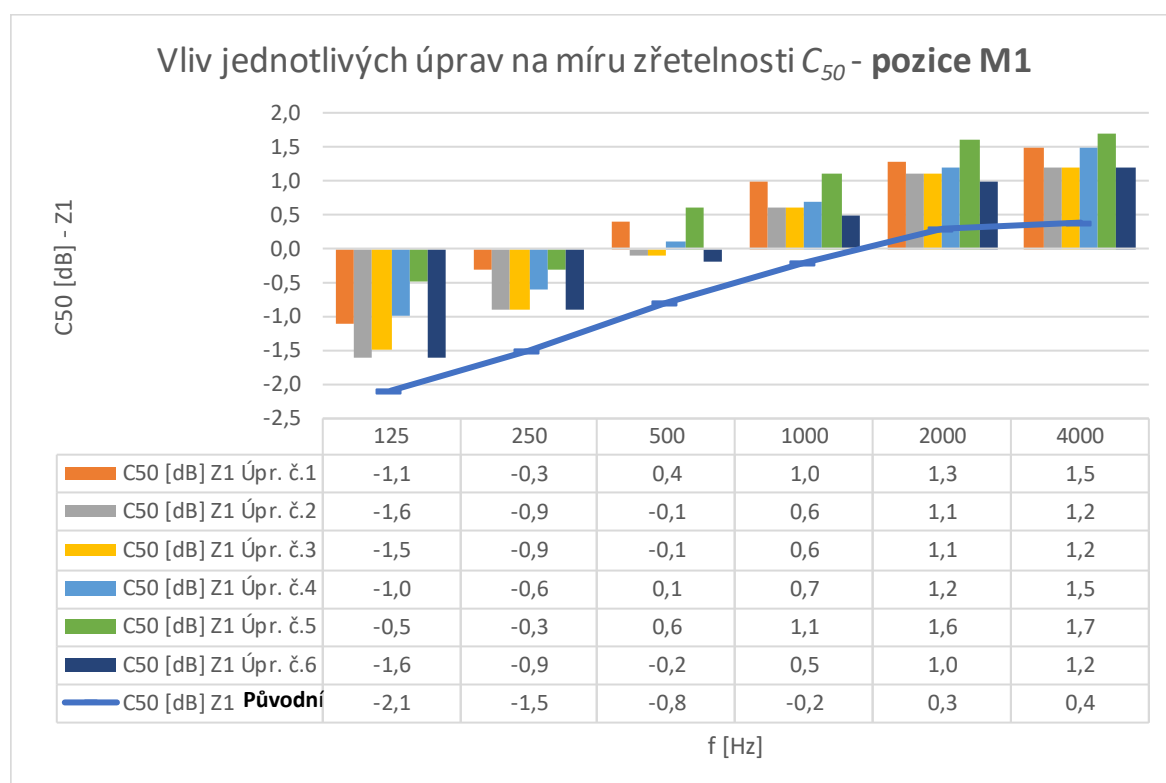 Vliv jednotlivých úprav na míru zřetelnosti C50 - pozice M1
C50 [dB] - Z1
2,0
1,5
1,0
0,5
0,0
-0,5
-1,0
-1,5
-2,0
-2,5
125 250 500 1000 2000 4000
C50 [dB] Z1 Úpr. č.1 -1,1 -0,3 0,4 1,0 1,3 1,5
C50 [dB] Z1 Úpr. č.2 -1,6 -0,9 -0,1 0,6 1,1 1,2
C50 [dB] Z1 Úpr. č.3 -1,5 -0,9 -0,1 0,6 1,1 1,2
C50 [dB] Z1 Úpr. č.4 -1,0 -0,6 0,1 0,7 1,2 1,5
C50 [dB] Z1 Úpr. č.5 -0,5 -0,3 0,6 1,1 1,6 1,7
C50 [dB] Z1 Úpr. č.6 -1,6 -0,9 -0,2 0,5 1,0 1,2
C50 [dB] Z1 Původní -2,1 -1,5 -0,8 -0,2 0,3 0,4
f [Hz]